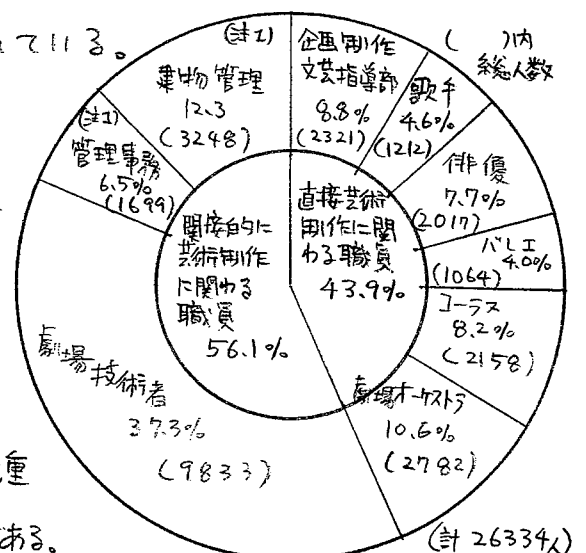 ている。
(註1)
建物管理
12.3
(3248)
(註1)
管理事務
6.5%
(1699)
企画制作
文芸指導部
8.8%
(2321)
( )内
総人数
歌手
4.6%
(1212)
俳優
7.7%
(2017)
バレエ
4.0%
(1064)
コーラス
8.2%
(2158)
劇場オーケストラ
10.6%
(2782)
劇場技術者
37.3%
(9833)
間接的に
芸術制作
に関わる
職員
56.1%
直接芸術
制作に関
わる職員
43.9%
重
ある。
(計 26334人)